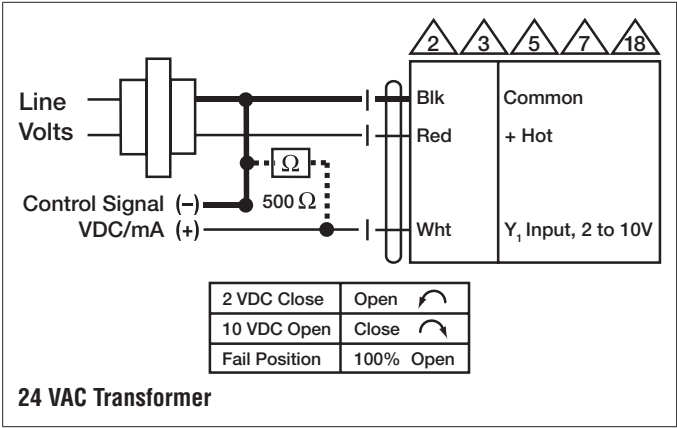 2 3 5 7 18
Line
Volts
Blk Common
Red + Hot
Ω
500 Ω
Control Signal (–)
VDC/mA (+)
Wht Y₁ Input, 2 to 10V
2 VDC Close Open
10 VDC Open Close
Fail Position 100% Open
24 VAC Transformer